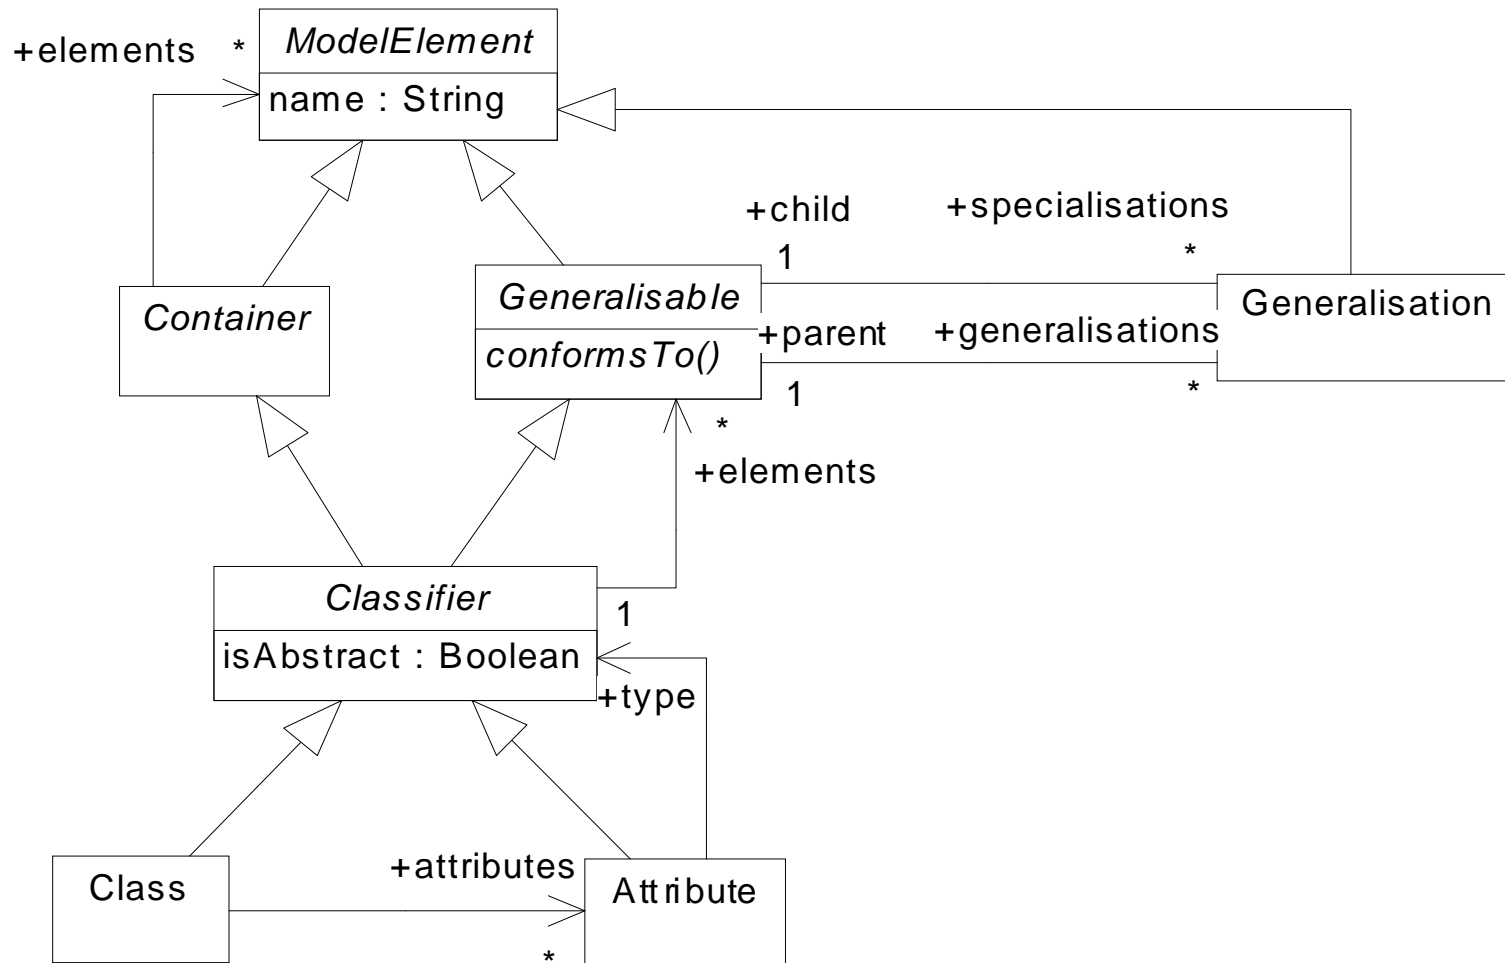 +elements * ModelElement
name : String
+child +specialisations
1 *
Container
Generalisable
Generalisation
+parent +generalisations
conformsTo()
1 *
*
+elements
Classifier
1
isAbstract : Boolean
+type
+attributes
Class
Attribute
*